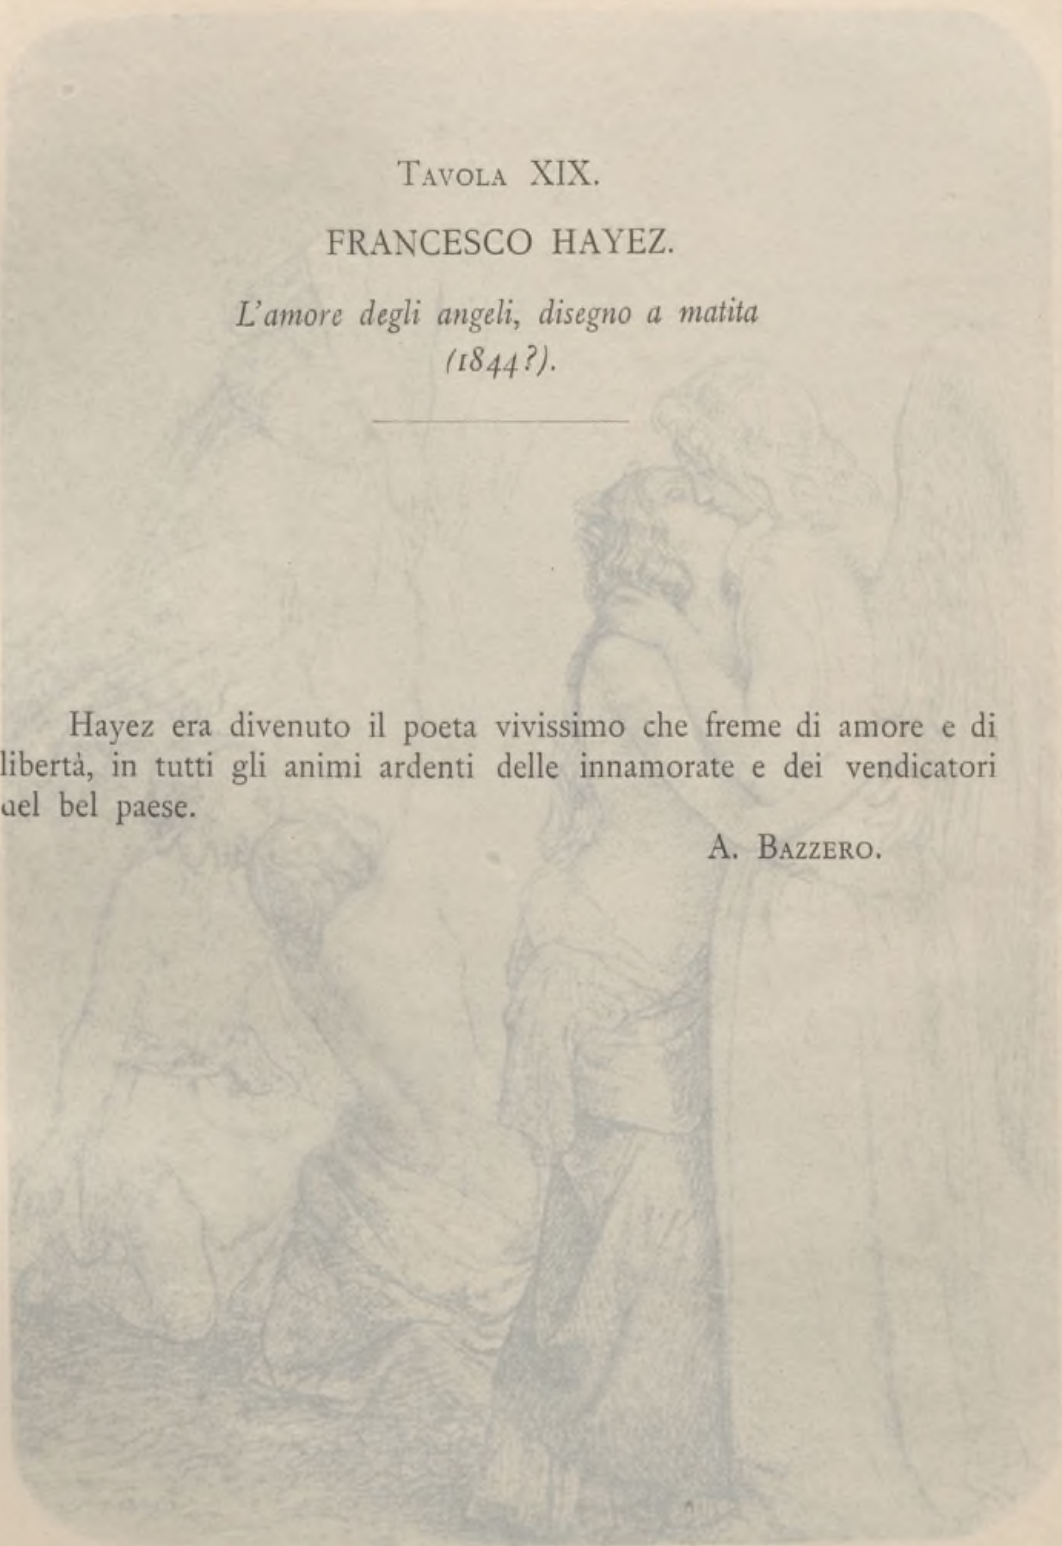 TAVOLA XIX.
FRANCESCO HAYEZ.
L'amore degli angeli, disegno a matita
(1844?).
Hayez era divenuto il poeta vivissimo che freme di amore e di
libertà, in tutti gli animi ardenti delle innamorate e dei vendicatori
del bel paese.
A. BAZZERO.